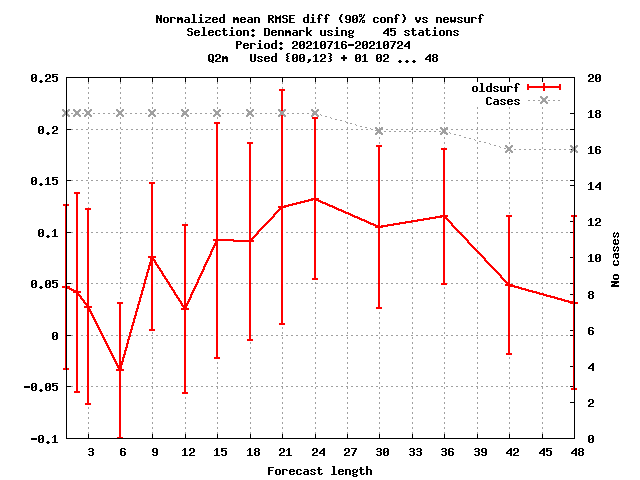 Normalized mean RMSE diff (90% conf) vs newsurf
Selection: Denmark using    45 stations
Period: 20210716-20210724
Q2m   Used {00,12} + 01 02 ... 48
oldsurf
Cases
0.25
0.2
0.15
0.1
0.05
0
-0.05
-0.1
20
18
16
14
12
10
8
6
4
2
0
No cases
3 6 9 12 15 18 21 24 27 30 33 36 39 42 45 48
Forecast length